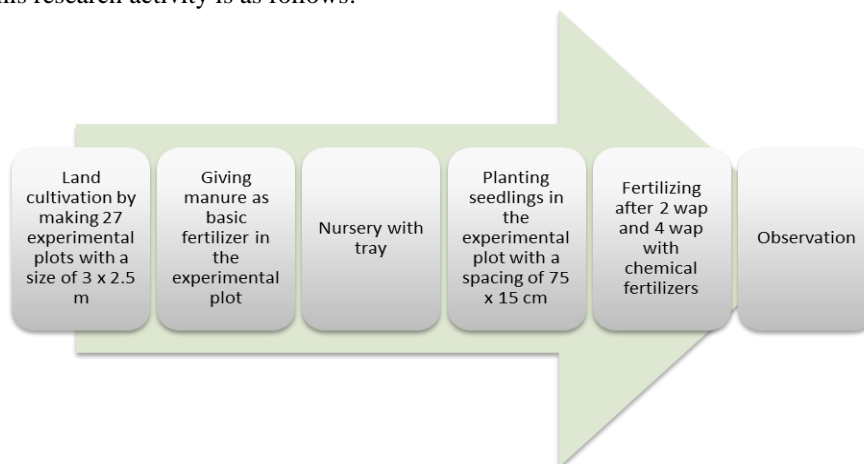 his research activity is as follows:
Land
cultivation by
making 27
experimental
plots with a
size of 3 x 2.5
m
Giving
manure as
basic
fertilizer in
the
experimental
plot
Nursery with
tray
Planting
seedlings in
the
experimental
plot with a
spacing of 75
x 15 cm
Fertilizing
after 2 wap
and 4 wap
with
chemical
fertilizers
Observation